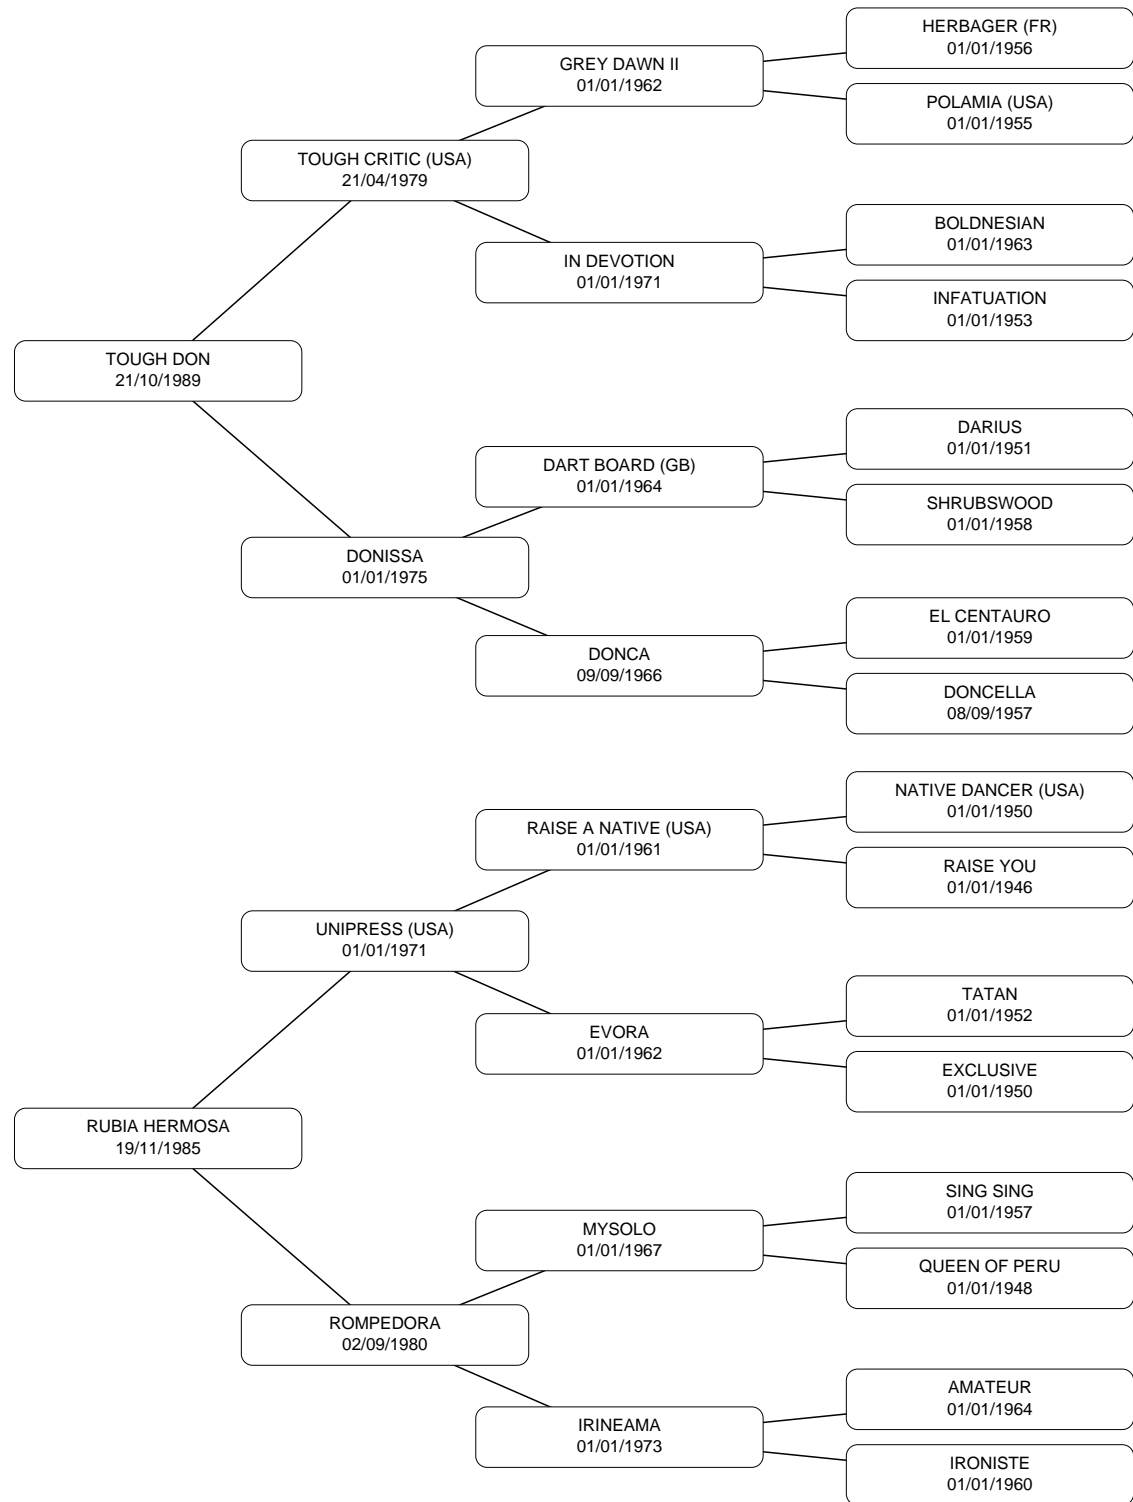 HERBAGER (FR)
01/01/1956
GREY DAWN II
01/01/1962
POLAMIA (USA)
01/01/1955
TOUGH CRITIC (USA)
21/04/1979
BOLDNESIAN
01/01/1963
IN DEVOTION
01/01/1971
INFATUATION
01/01/1953
TOUGH DON
21/10/1989
DARIUS
01/01/1951
DART BOARD (GB)
01/01/1964
SHRUBSWOOD
01/01/1958
DONISSA
01/01/1975
EL CENTAURO
01/01/1959
DONCA
09/09/1966
DONCELLA
08/09/1957
NATIVE DANCER (USA)
01/01/1950
RAISE A NATIVE (USA)
01/01/1961
RAISE YOU
01/01/1946
UNIPRESS (USA)
01/01/1971
TATAN
01/01/1952
EVORA
01/01/1962
EXCLUSIVE
01/01/1950
RUBIA HERMOSA
19/11/1985
SING SING
01/01/1957
MYSOLO
01/01/1967
QUEEN OF PERU
01/01/1948
ROMPEDORA
02/09/1980
AMATEUR
01/01/1964
IRINEAMA
01/01/1973
IRONISTE
01/01/1960